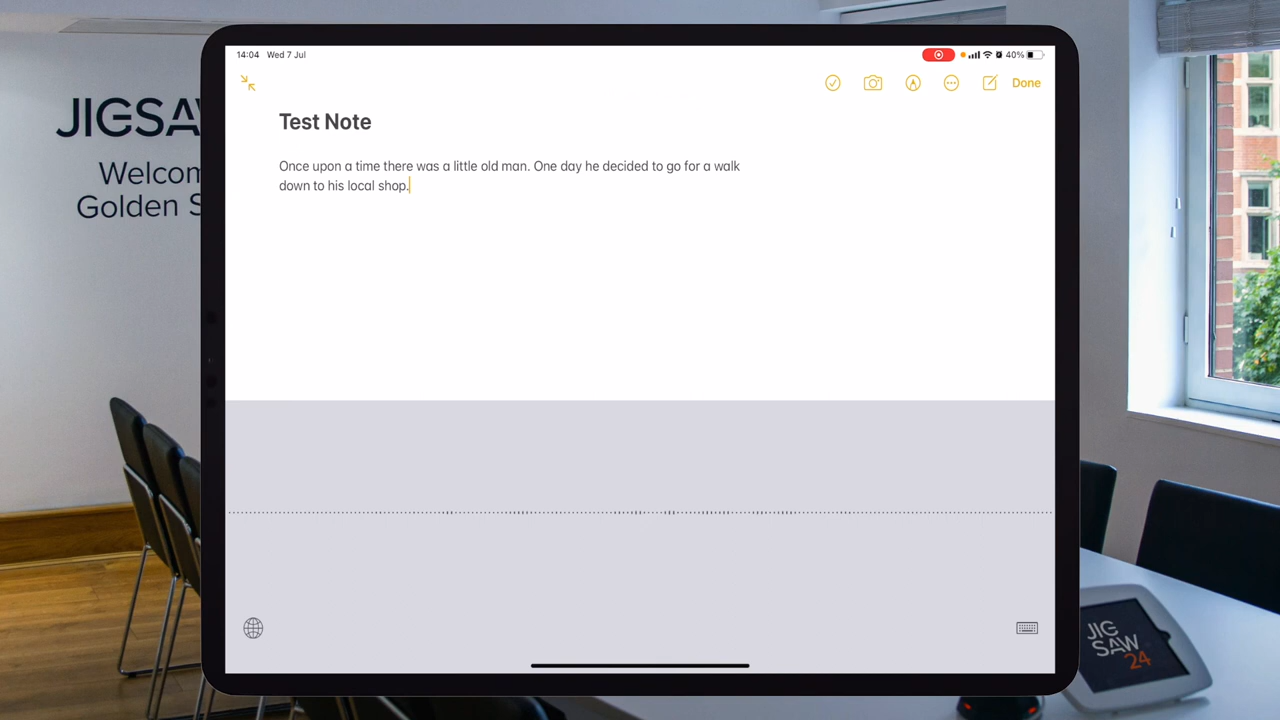 14:04 Wed 7 Jul
40%
Done
Test Note
Once upon a time there was a little old man. One day he decided to go for a walk
down to his local shop.
JIGSA
Welcom
Golden S
JIG
SAW
24